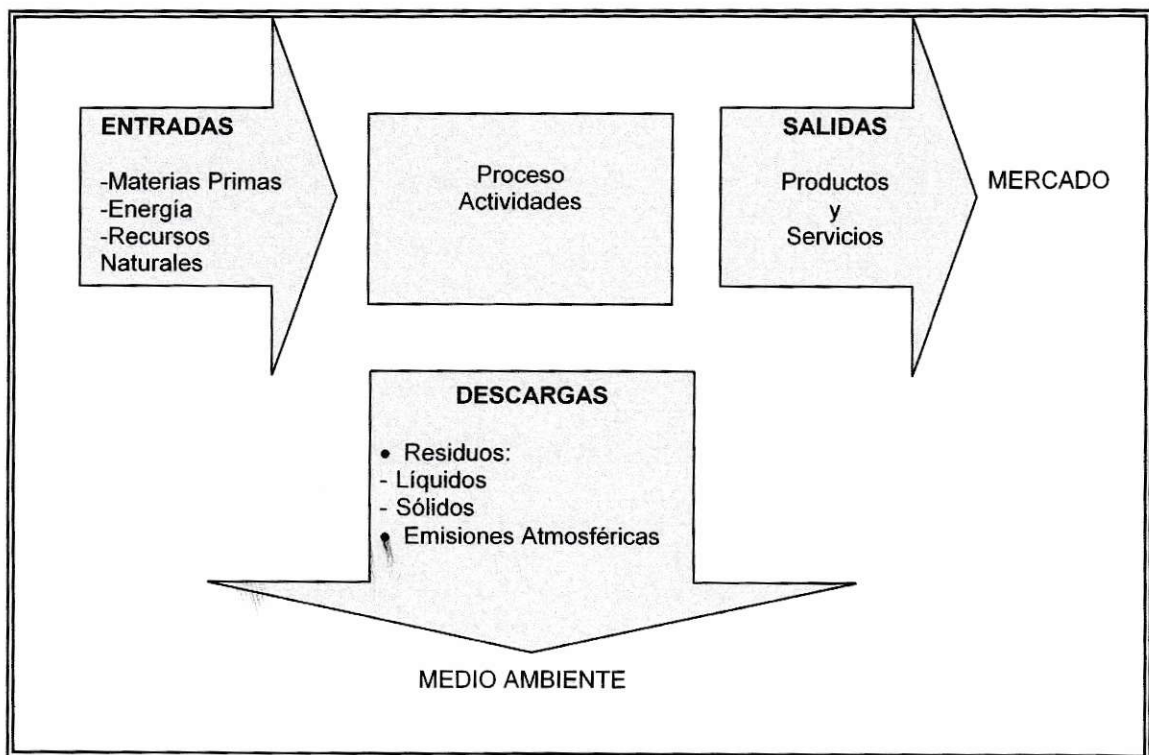 ENTRADAS
-Materias Primas
-Energía
-Recursos
Naturales
Proceso
Actividades
SALIDAS
Productos
y
Servicios
MERCADO
DESCARGAS
• Residuos:
- Líquidos
- Sólidos
• Emisiones Atmosféricas
MEDIO AMBIENTE